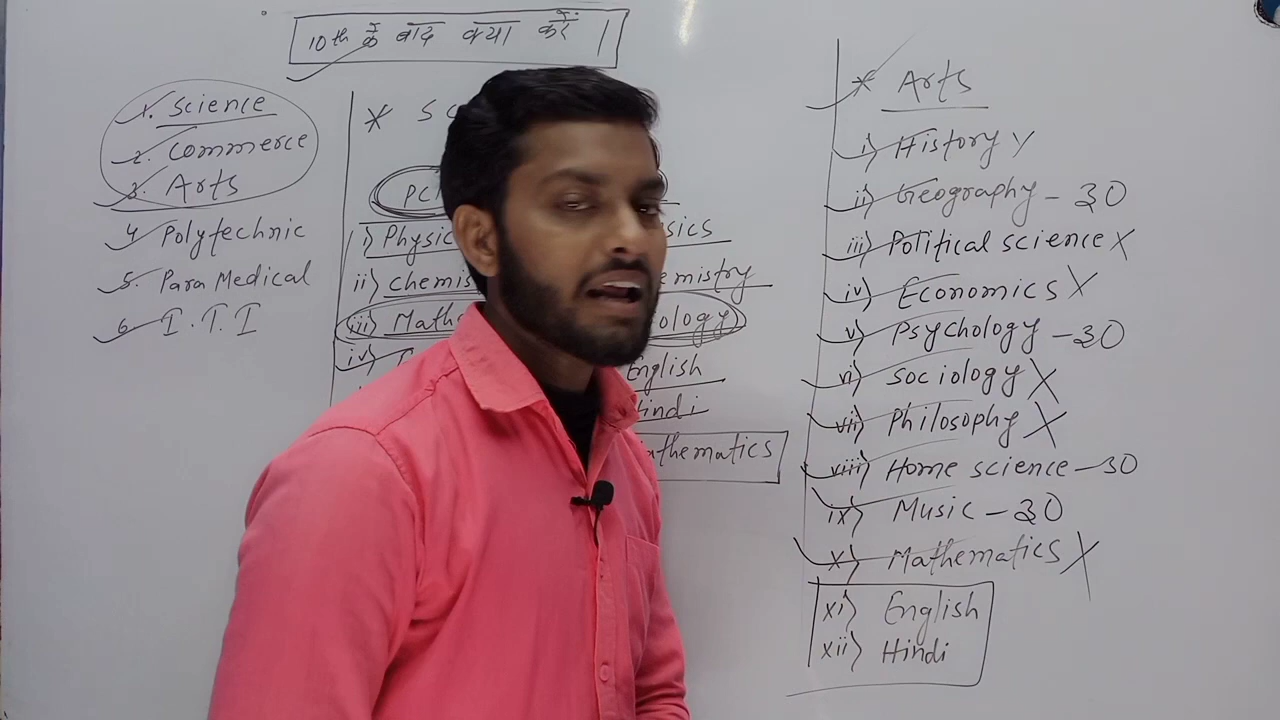 10th के बाद क्या करें |
1. Science
2. Commerce
3. Arts
4. Polytechnic
5. Para Medical
6. I.T.I
* SC
PC
i) Physic
ii) chemis
iii) Mathe
iv)
sics
emistry
ology
English
Hindi
athematics
* Arts
i) History
ii) Geography - 30
iii) Political science X
iv) Economics X
v) Psychology - 30
vi) Sociology X
vii) Philosophy X
viii) Home science - 30
ix) Music - 30
x) Mathematics X
xi) English
xii) Hindi